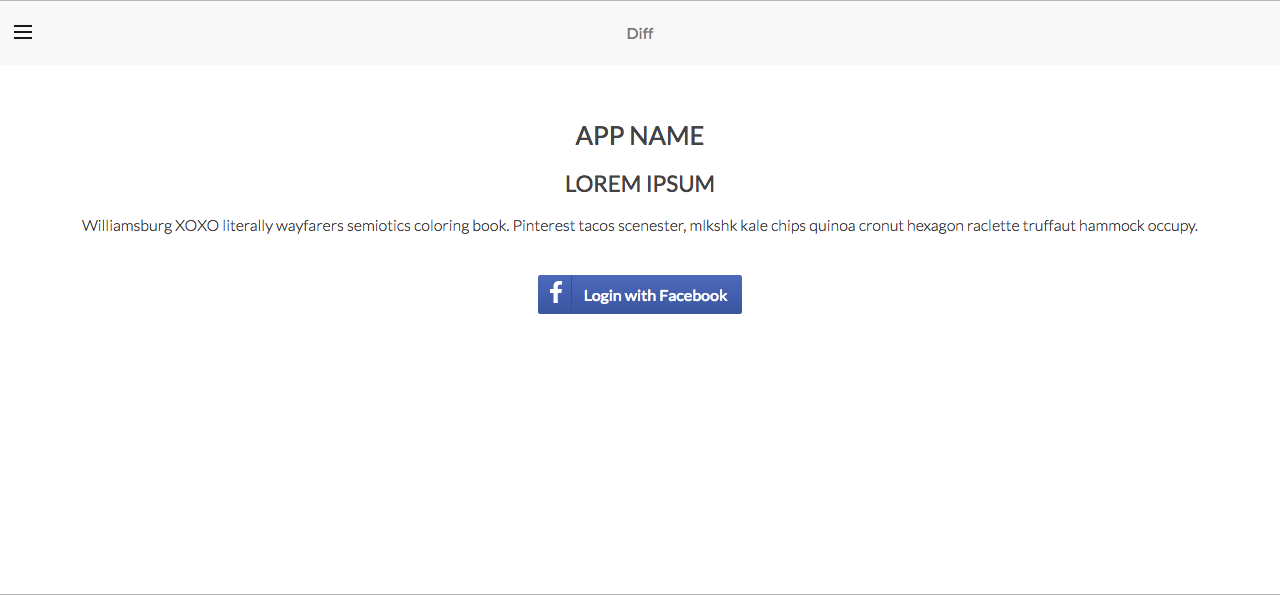 Diff
APP NAME
LOREM IPSUM
Williamsburg XOXO literally wayfarers semiotics coloring book. Pinterest tacos scenester, mlkshk kale chips quinoa cronut hexagon raclette truffaut hammock occupy.
f Login with Facebook